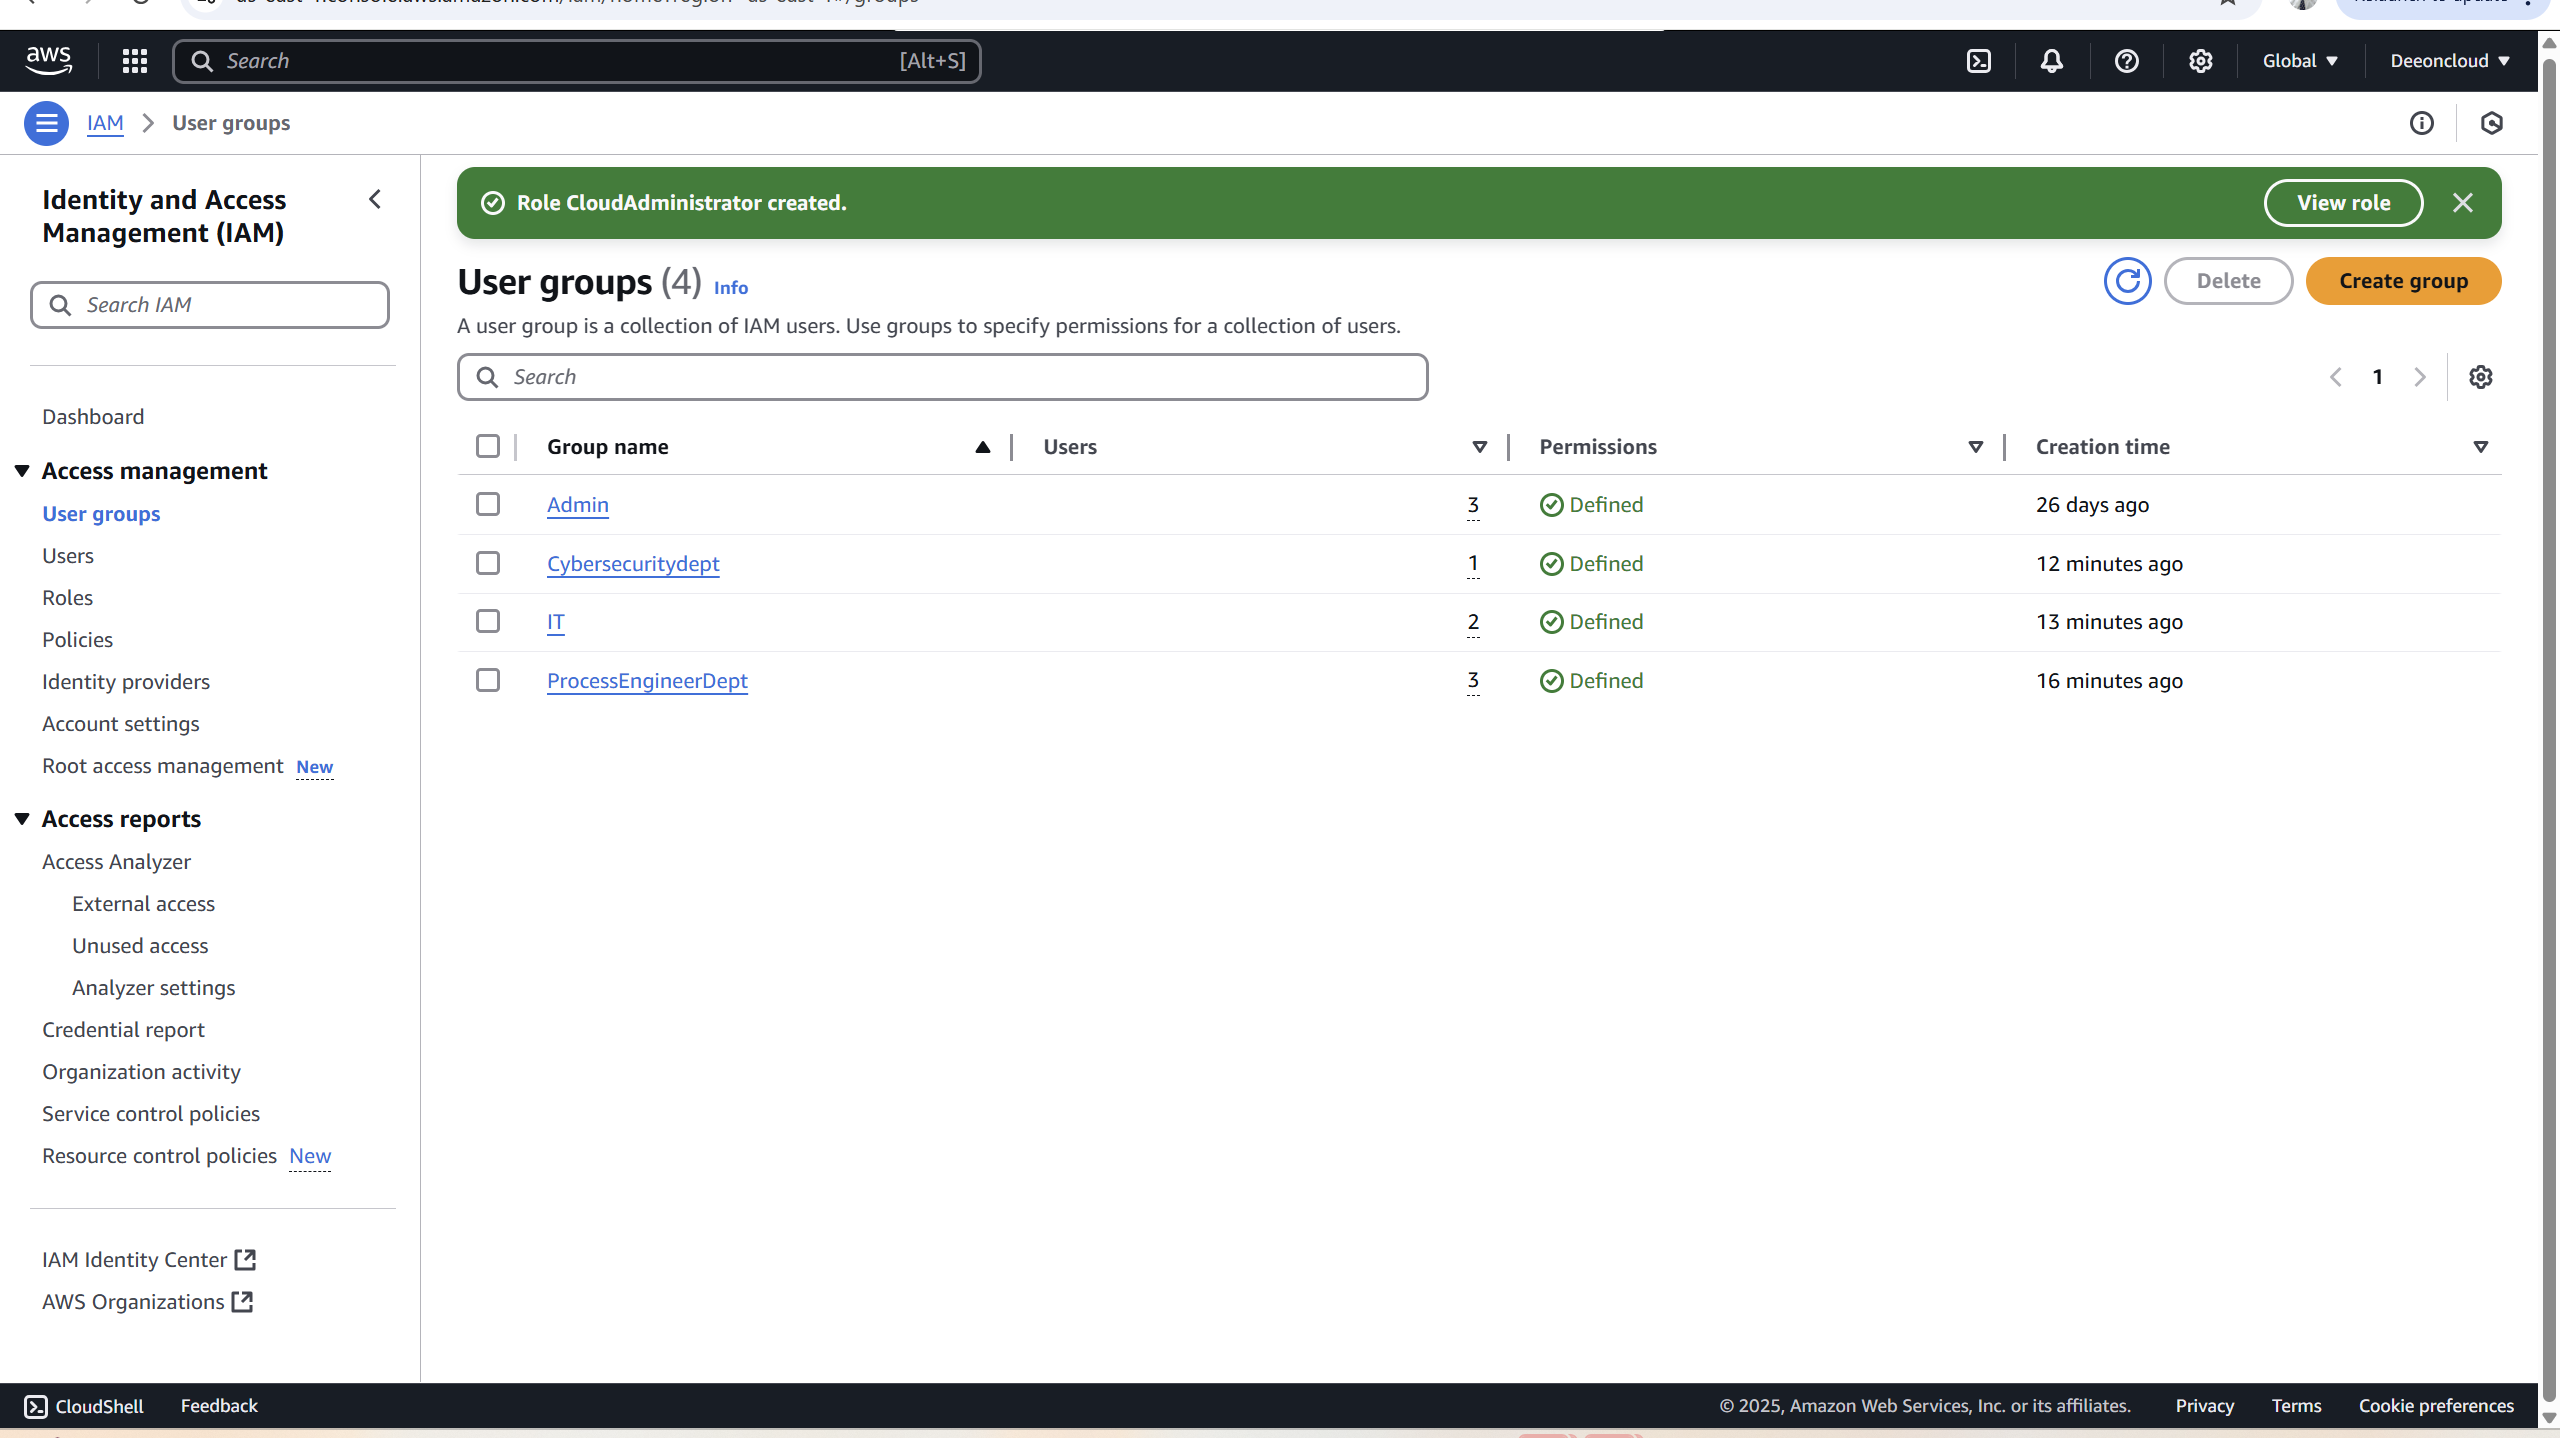 aws
Search [Alt+S]
Global
Deeoncloud
IAM
User groups
Identity and Access
Management (IAM)
Search IAM
Dashboard
Access management
User groups
Users
Roles
Policies
Identity providers
Account settings
Root access management New
Access reports
Access Analyzer
External access
Unused access
Analyzer settings
Credential report
Organization activity
Service control policies
Resource control policies New
IAM Identity Center
AWS Organizations
Role CloudAdministrator created.
View role
User groups (4) Info
Delete
Create group
A user group is a collection of IAM users. Use groups to specify permissions for a collection of users.
Search
1
Group name Users Permissions Creation time
Admin 3 Defined 26 days ago
Cybersecuritydept 1 Defined 12 minutes ago
IT 2 Defined 13 minutes ago
ProcessEngineerDept 3 Defined 16 minutes ago
CloudShell Feedback
© 2025, Amazon Web Services, Inc. or its affiliates. Privacy Terms Cookie preferences